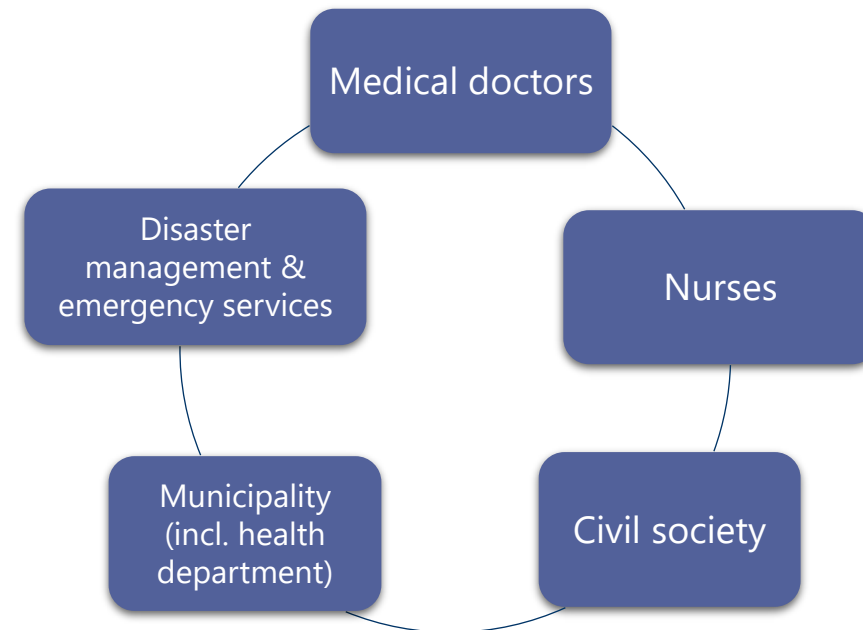 Medical doctors
Disaster
management &
emergency services
Nurses
Municipality
(incl. health
department)
Civil society